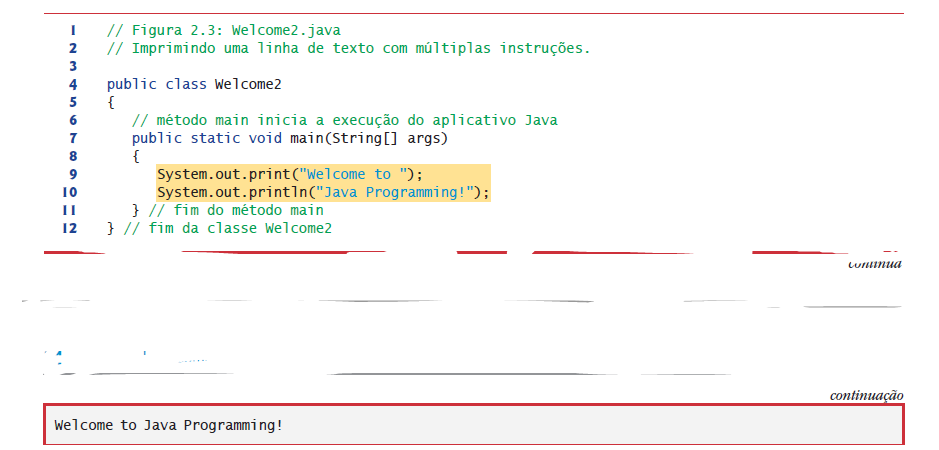 1 // Figura 2.3: Welcome2.java
2 // Imprimindo uma linha de texto com múltiplas instruções.
3
4 public class Welcome2
5 {
6 // método main inicia a execução do aplicativo Java
7 public static void main(String[] args)
8 {
9 System.out.print("Welcome to ");
10 System.out.println("Java Programming!");
11 } // fim do método main
12 } // fim da classe Welcome2
continua
continuação
Welcome to Java Programming!